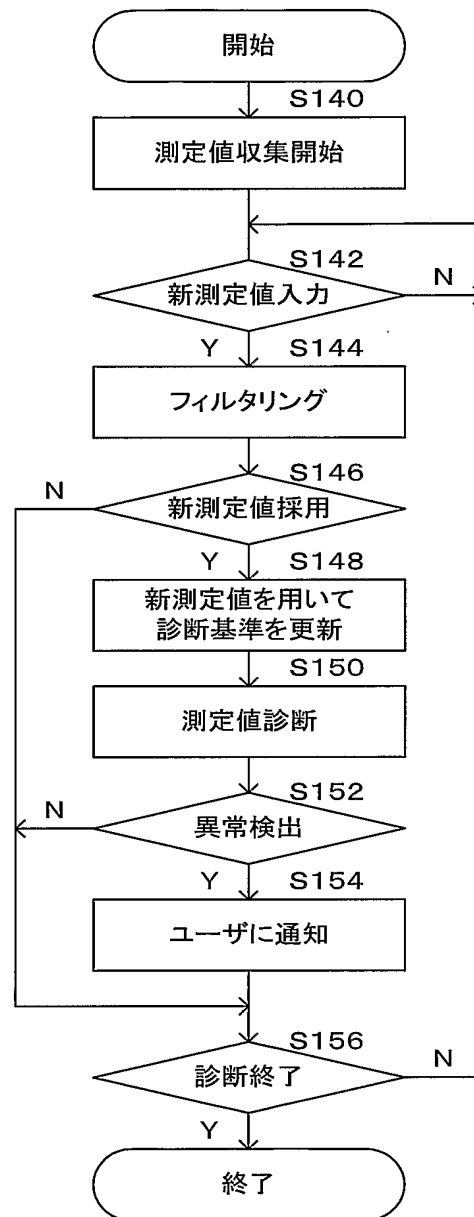 開始
S140
測定値収集開始
S142
新測定値入力
N
Y
S144
フィルタリング
S146
N
新測定値採用
Y
S148
新測定値を用いて
診断基準を更新
S150
測定値診断
S152
N
異常検出
Y
S154
ユーザに通知
S156
診断終了
N
Y
終了